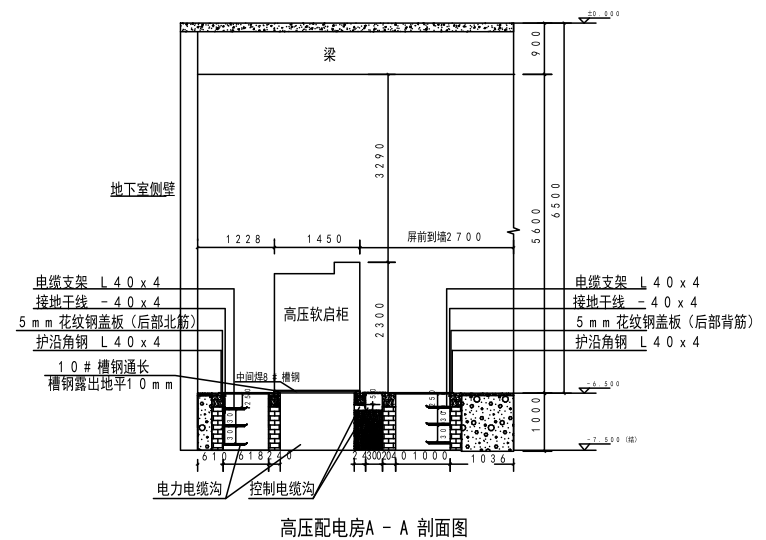 ±0.000
900
梁
3290
地下室侧壁
6500
5600
1228
1450
屏前到墙2700
电缆支架 L40x4
电缆支架 L40x4
接地干线 -40x4
接地干线 -40x4
高压软启柜
2300
5mm花纹钢盖板（后部北筋）
5mm花纹钢盖板（后部背筋）
护沿角钢 L40x4
护沿角钢 L40x4
10#槽钢通长
中间焊8#槽钢
槽钢露出地平10mm
-6.500
1000
-7.500（结）
610
618
240
1000
1036
电力电缆沟
控制电缆沟
高压配电房A-A 剖面图